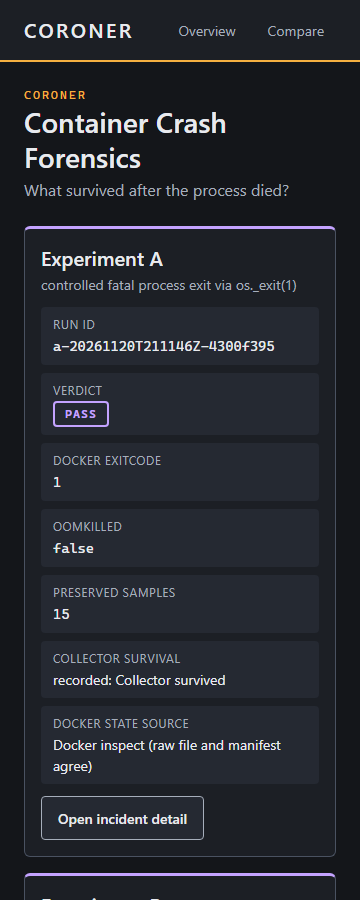 CORONER
Overview
Compare
CORONER
Container Crash
Forensics
What survived after the process died?
Experiment A
controlled fatal process exit via os._exit(1)
RUN ID
a-20261120T211146Z-4300f395
VERDICT
PASS
DOCKER EXITCODE
1
OOMKILLED
false
PRESERVED SAMPLES
15
COLLECTOR SURVIVAL
recorded: Collector survived
DOCKER STATE SOURCE
Docker inspect (raw file and manifest
agree)
Open incident detail